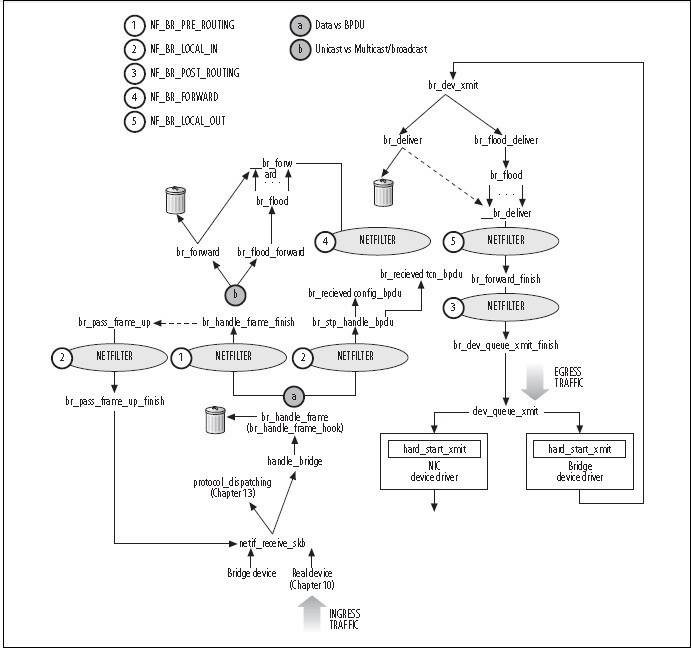 1 NF_BR_PRE_ROUTING
2 NF_BR_LOCAL_IN
3 NF_BR_POST_ROUTING
4 NF_BR_FORWARD
5 NF_BR_LOCAL_OUT
a Data vs BPDU
b Unicast vs Multicast/broadcast
br_dev_xmit
br_deliver
br_flood_deliver
br_flood
. . .
__br_deliver
5 NETFILTER
br_forward_finish
3 NETFILTER
br_dev_queue_xmit_finish
EGRESS
TRAFFIC
dev_queue_xmit
hard_start_xmit
NIC
device driver
hard_start_xmit
Bridge
device driver
__br_forw
ard
. . .
br_flood
4 NETFILTER
br_forward
br_flood_forward
b
br_recieved tcn_bpdu
br_recieved config_bpdu
br_pass_frame_up
br_handle_frame_finish
br_stp_handle_bpdu
2 NETFILTER
1 NETFILTER
2 NETFILTER
br_pass_frame_up_finish
a
br_handle_frame
(br_handle_frame_hook)
handle_bridge
protocol_dispatching
(Chapter 13)
netif_receive_skb
Bridge device
Real device
(Chapter 10)
INGRESS
TRAFFIC